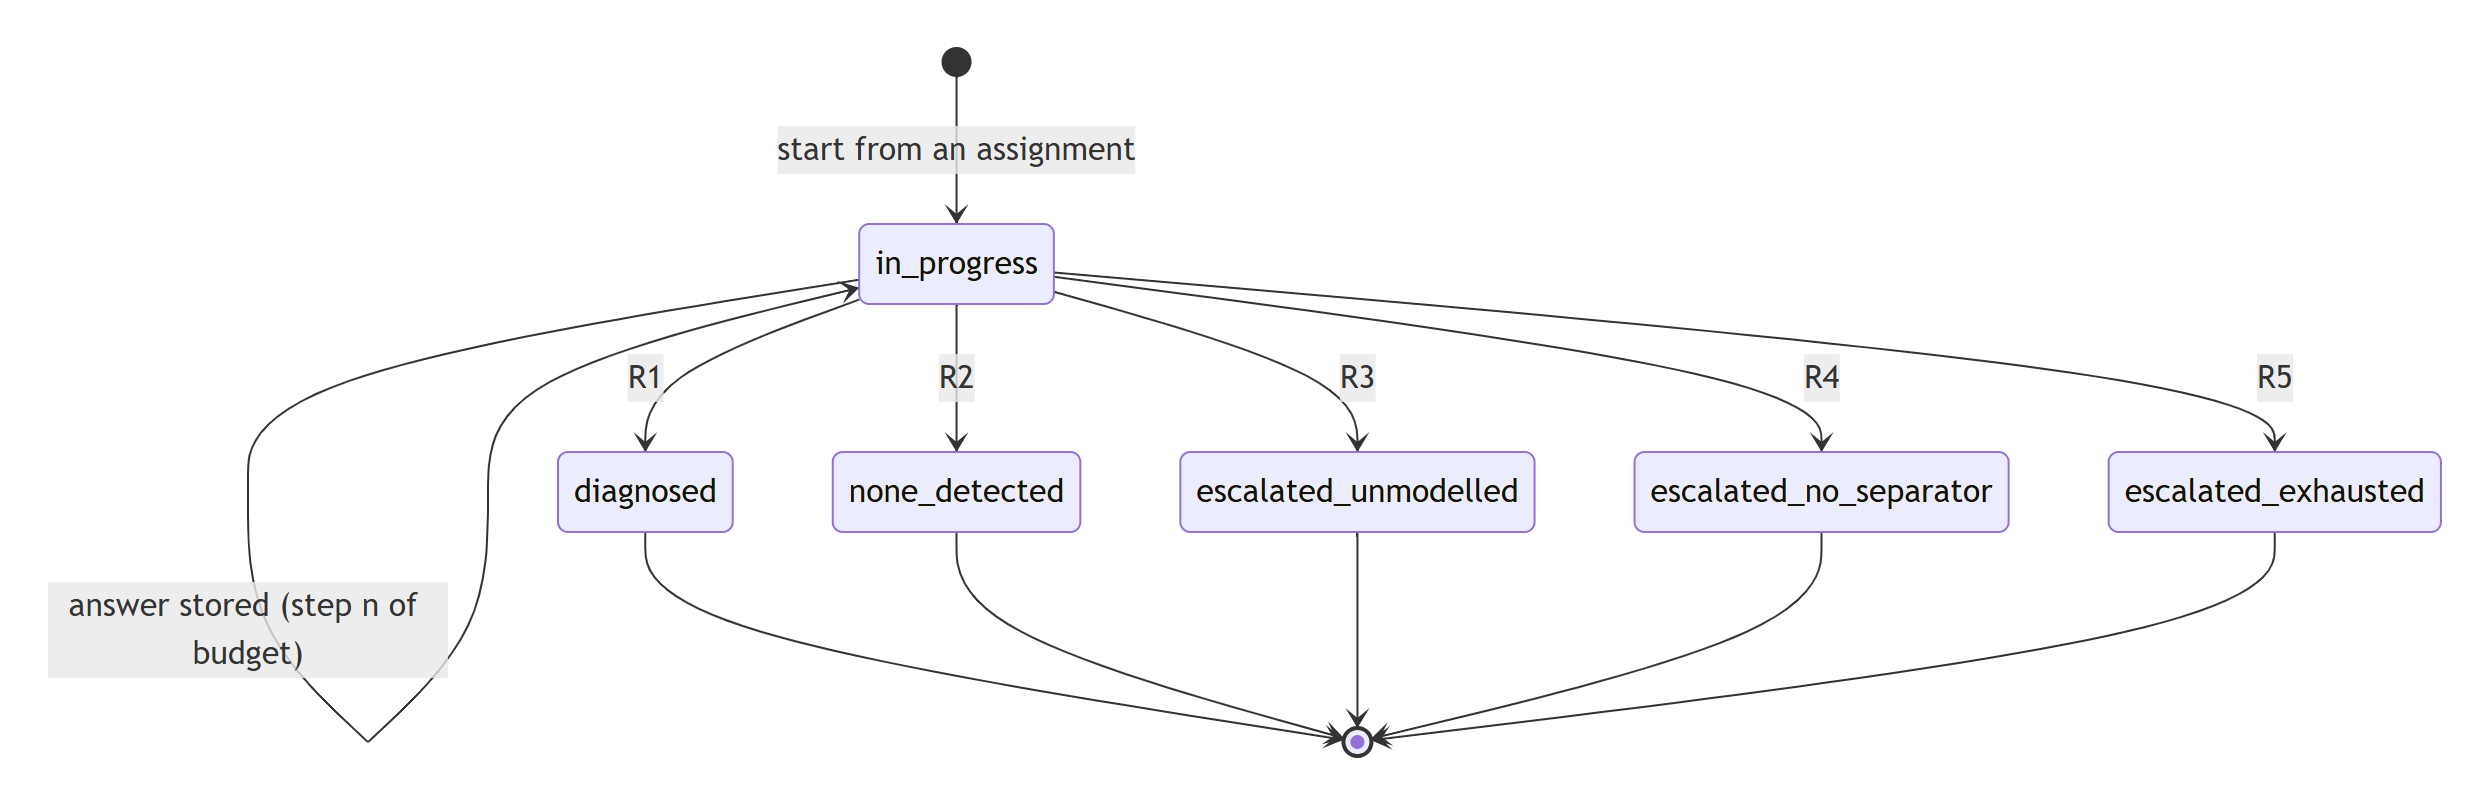 start from an assignment
in_progress
R1
R2
R3
R4
R5
diagnosed
none_detected
escalated_unmodelled
escalated_no_separator
escalated_exhausted
answer stored (step n of
budget)